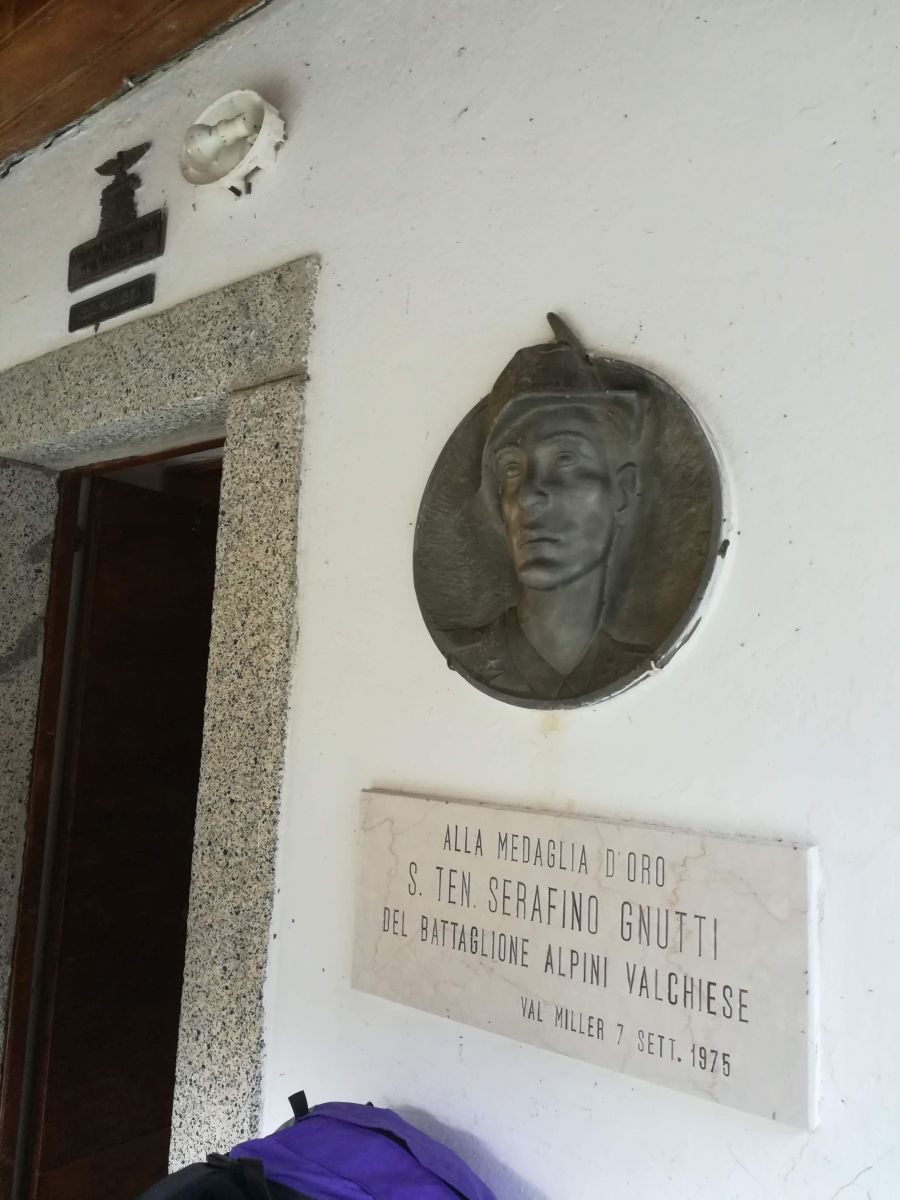 ALLA MEDAGLIA D'ORO
S. TEN. SERAFINO GNUTTI
DEL BATTAGLIONE ALPINI VALCHIESE
VAL MILLER 7 SETT. 1975